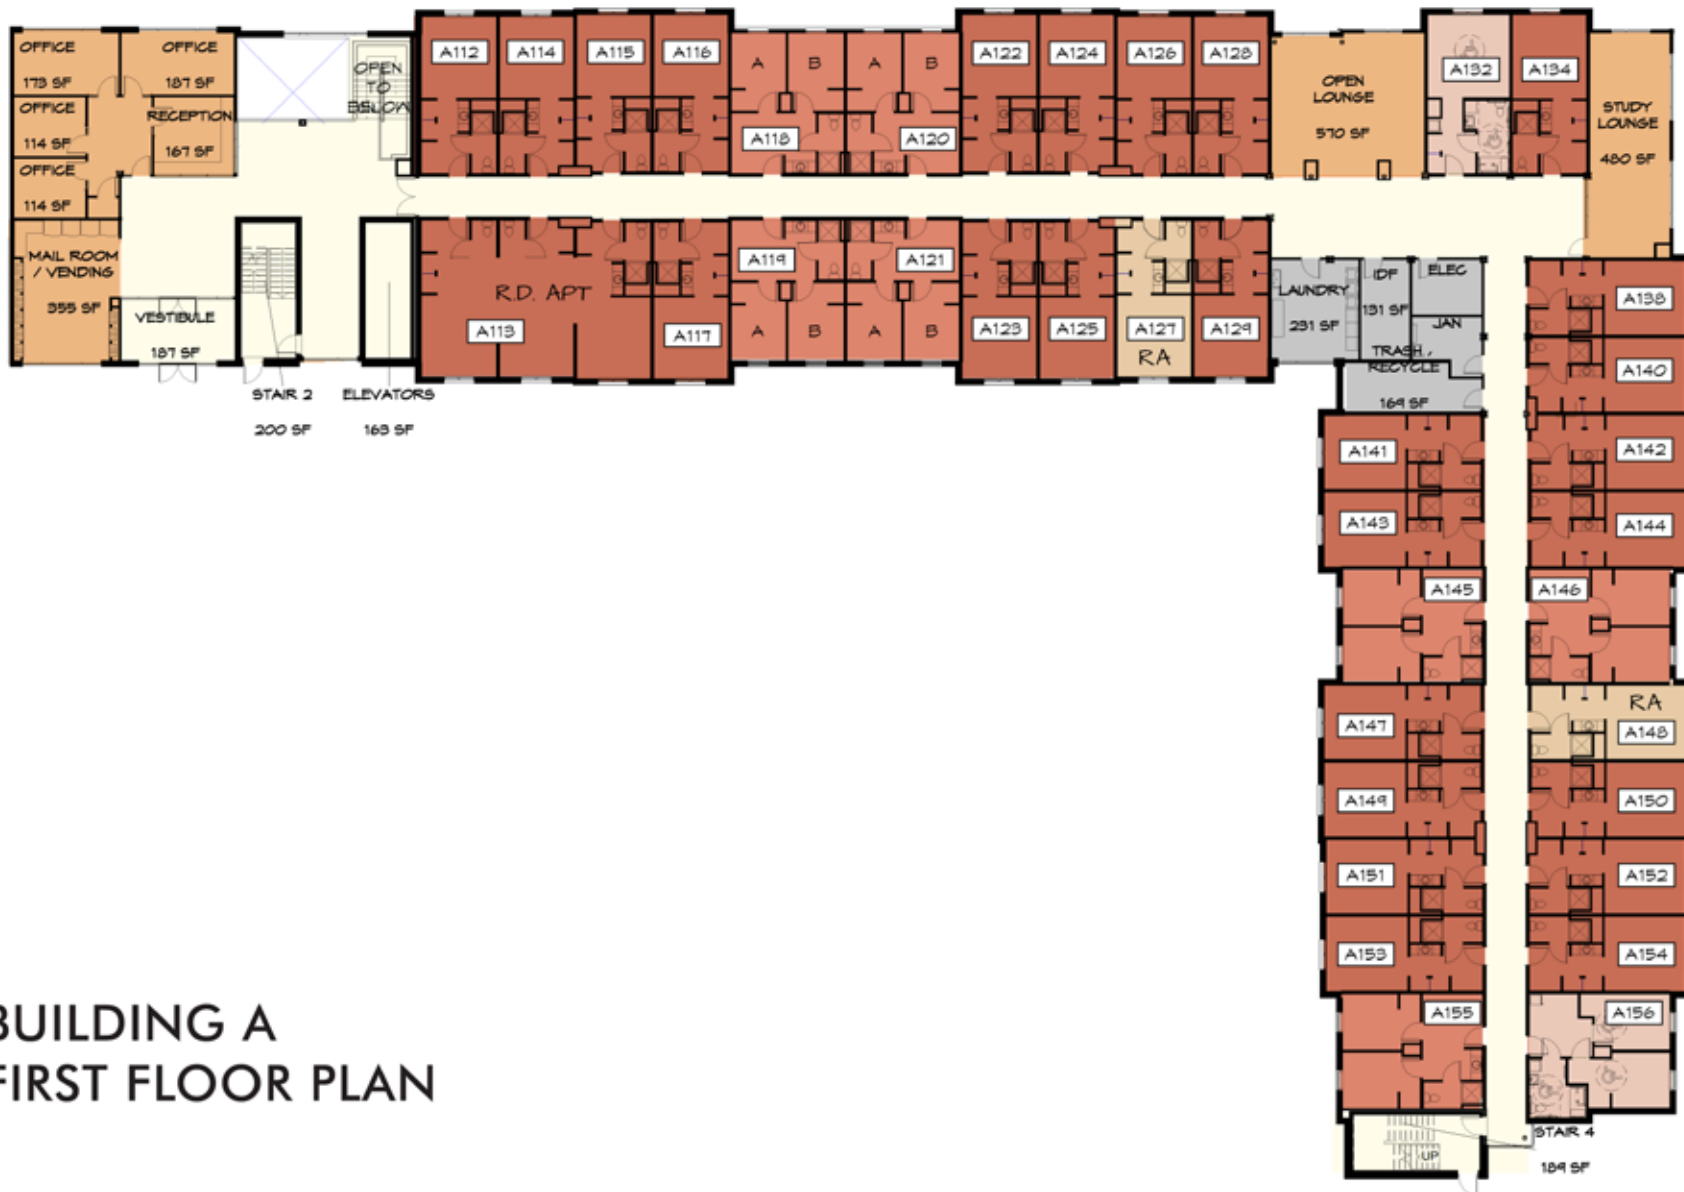 OFFICE
173 SF
OFFICE
187 SF
OFFICE
114 SF
RECEPTION
167 SF
OFFICE
114 SF
MAIL ROOM
/ VENDING
355 SF
VESTIBULE
187 SF
OPEN
TO
BELOW
STAIR 2
200 SF
ELEVATORS
163 SF
A112
A114
A115
A116
A B
A118
A B
A120
A122
A124
A126
A128
OPEN
LOUNGE
570 SF
A132
A134
STUDY
LOUNGE
480 SF
R.D. APT
A113
A117
A119
A B
A121
A B
A123
A125
A127
RA
A129
LAUNDRY
231 SF
IDF
131 SF
ELEC
JAN
TRASH /
RECYCLE
169 SF
A138
A140
A141
A142
A143
A144
A145
A146
A147
RA
A148
A149
A150
A151
A152
A153
A154
A155
A156
STAIR 4
189 SF
UP
BUILDING A
FIRST FLOOR PLAN